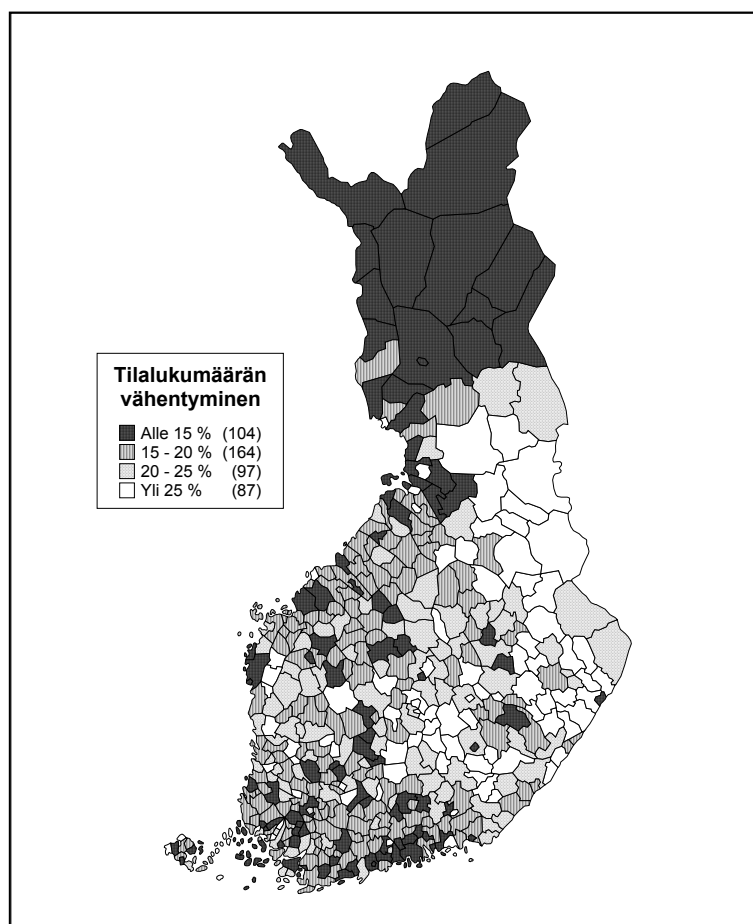 Tilalukumäärän
vähentyminen
Alle 15 % (104)
15 - 20 % (164)
20 - 25 % (97)
Yli 25 % (87)